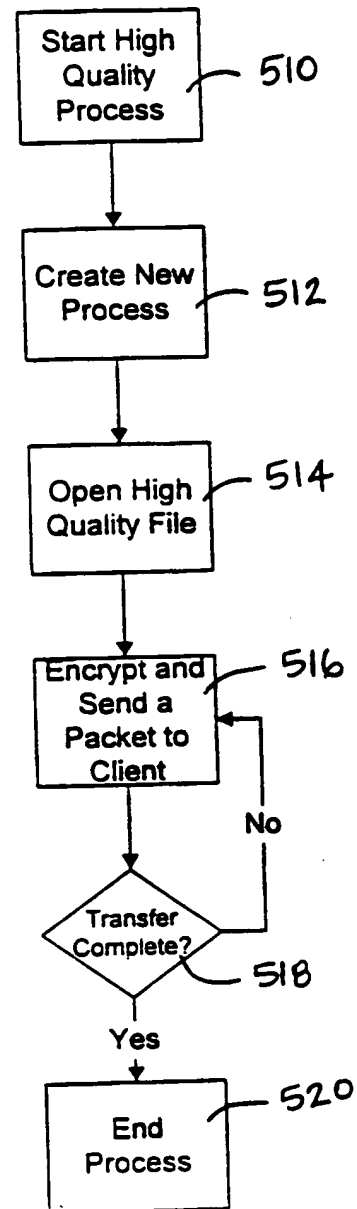 Start High
Quality
Process
510
Create New
Process
512
Open High
Quality File
514
Encrypt and
Send a
Packet to
Client
516
No
Transfer
Complete?
518
Yes
End
Process
520